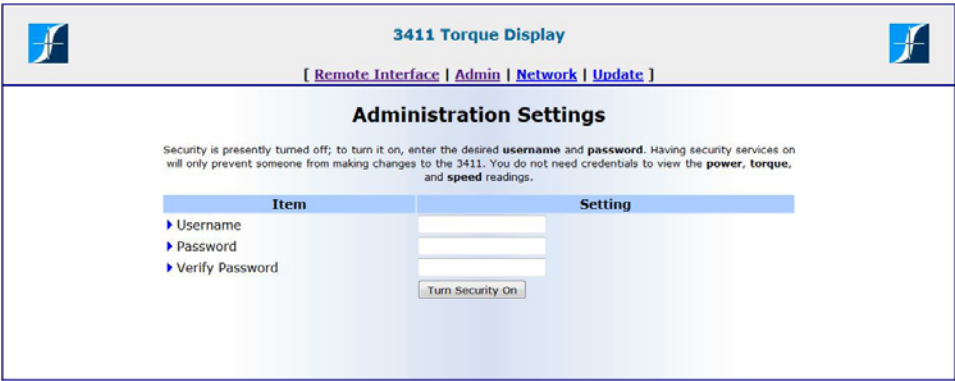 3411 Torque Display
[ Remote Interface | Admin | Network | Update ]
Administration Settings
Security is presently turned off; to turn it on, enter the desired username and password. Having security services on
will only prevent someone from making changes to the 3411. You do not need credentials to view the power, torque,
and speed readings.
Item Setting
Username
Password
Verify Password
Turn Security On